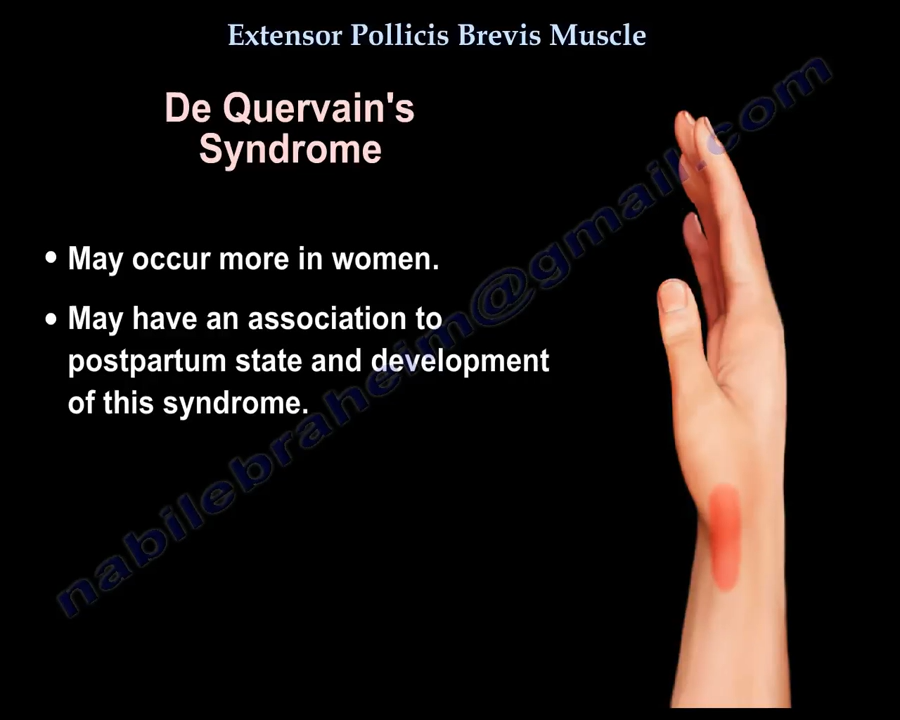 Extensor Pollicis Brevis Muscle
De Quervain's
Syndrome
• May occur more in women.
• May have an association to
postpartum state and development
of this syndrome.
nabilebraheim@gmail.com